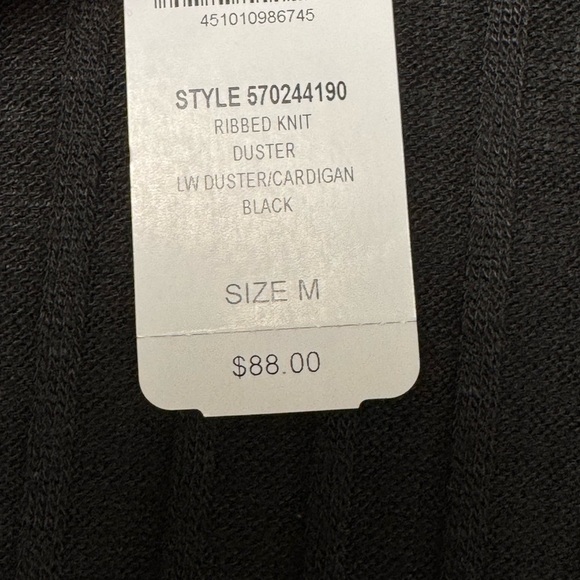 451010986745
STYLE 570244190
RIBBED KNIT
DUSTER
LW DUSTER/CARDIGAN
BLACK
SIZE M
$88.00